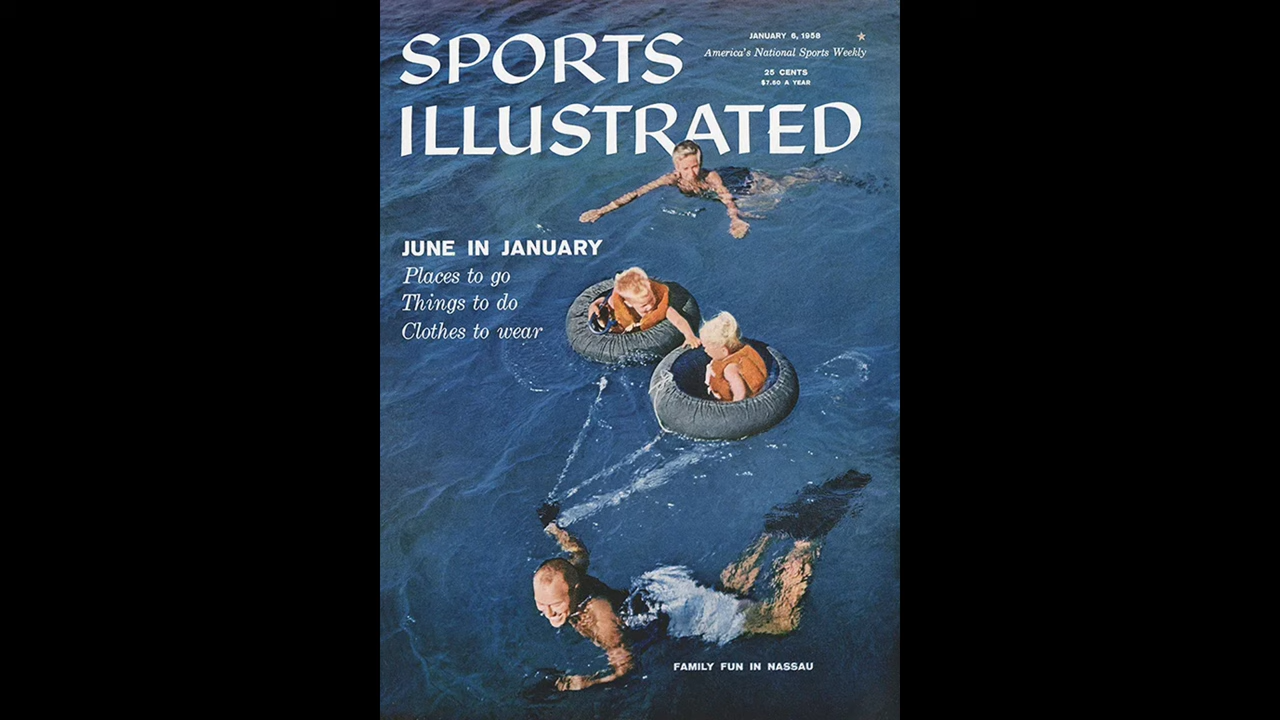 SPORTS
ILLUSTRATED
JANUARY 6, 1958
America's National Sports Weekly
25 CENTS
$7.50 A YEAR
JUNE IN JANUARY
Places to go
Things to do
Clothes to wear
FAMILY FUN IN NASSAU